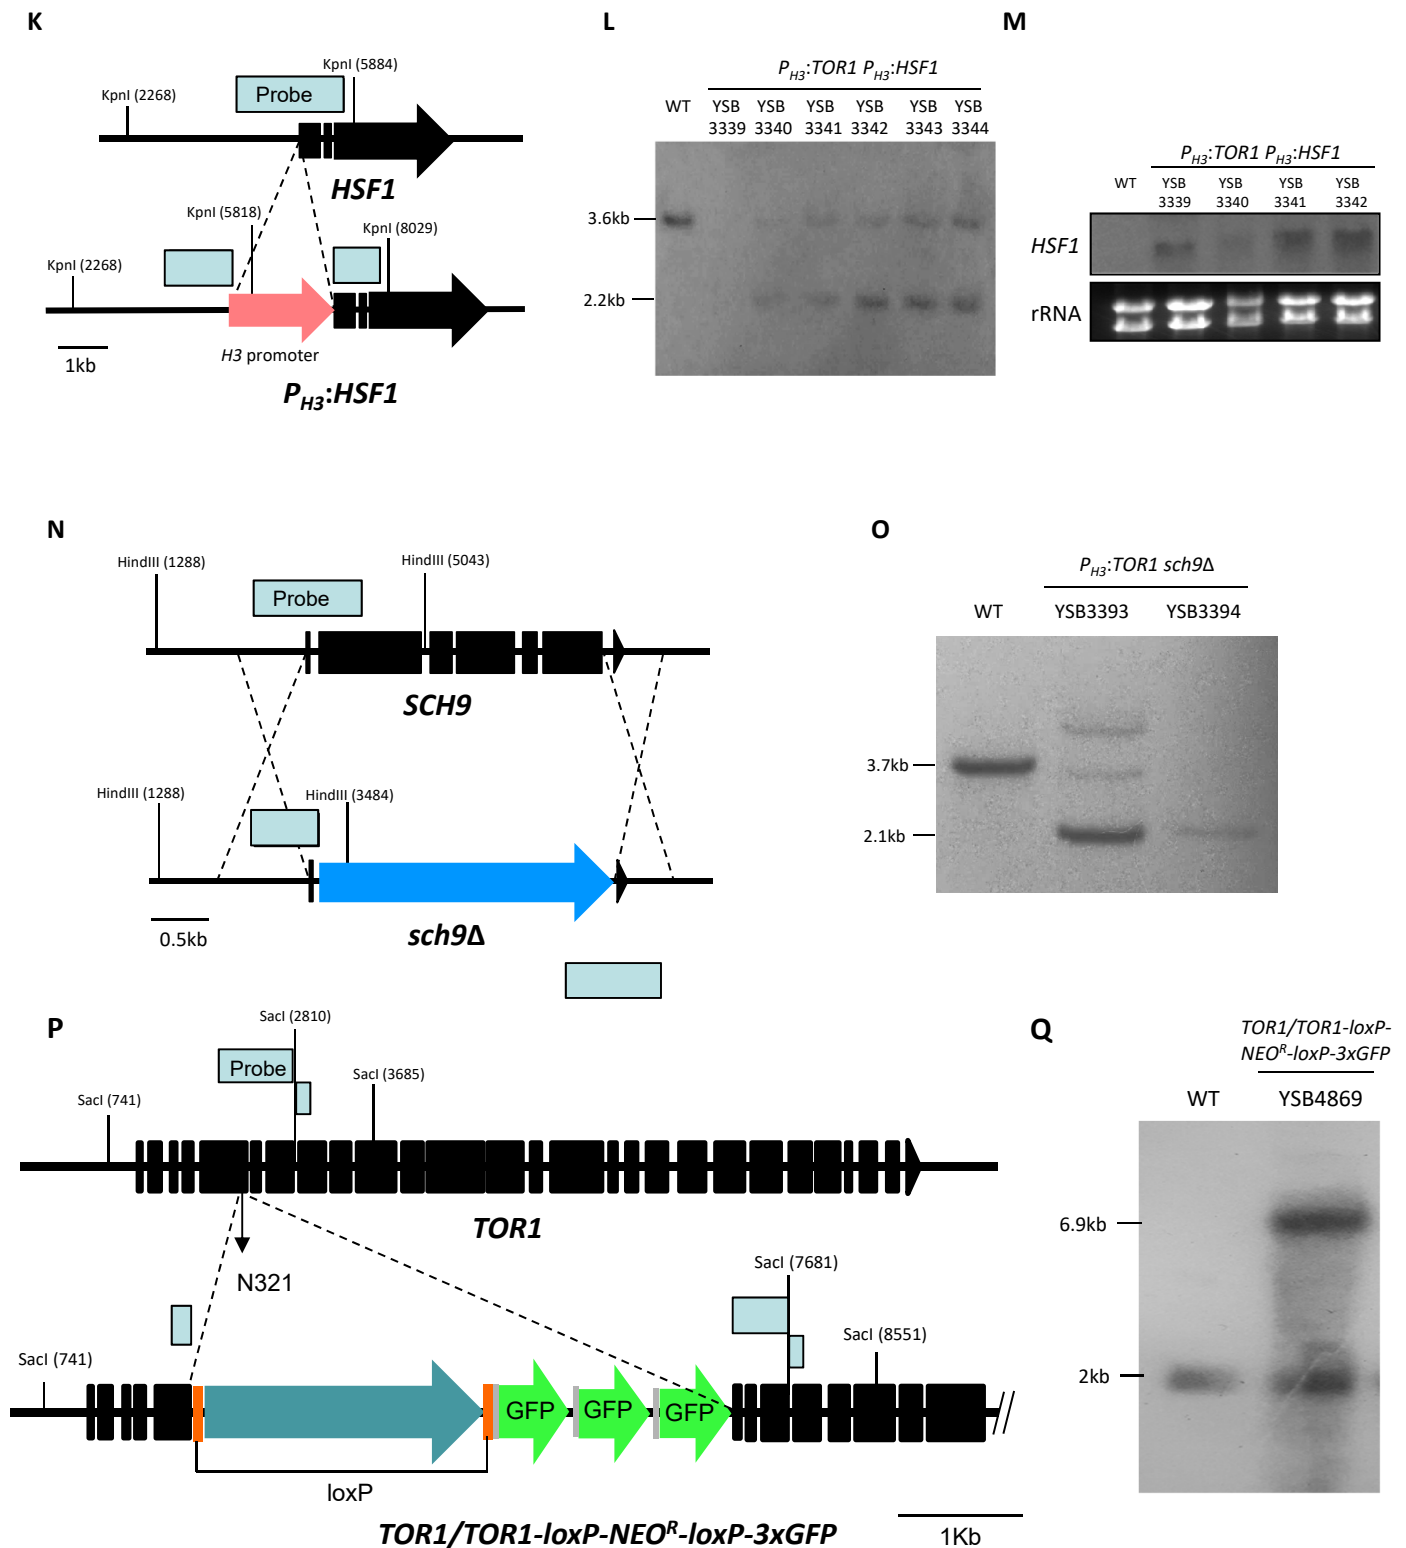 K
KpnI (2268)
Probe
KpnI (5884)
HSF1
KpnI (2268)
KpnI (5818)
KpnI (8029)
1kb
H3 promoter
PH3:HSF1
L
PH3:TOR1 PH3:HSF1
WT YSB 3339 YSB 3340 YSB 3341 YSB 3342 YSB 3343 YSB 3344
3.6kb
2.2kb
M
PH3:TOR1 PH3:HSF1
WT YSB 3339 YSB 3340 YSB 3341 YSB 3342
HSF1
rRNA
N
HindIII (1288)
HindIII (5043)
Probe
SCH9
HindIII (1288)
HindIII (3484)
0.5kb
sch9Δ
O
PH3:TOR1 sch9Δ
WT YSB3393 YSB3394
3.7kb
2.1kb
P
SacI (2810)
Probe
SacI (3685)
SacI (741)
TOR1
N321
SacI (7681)
SacI (8551)
SacI (741)
GFP GFP GFP
loxP
TOR1/TOR1-loxP-NEOR-loxP-3xGFP
1Kb
Q
TOR1/TOR1-loxP-
NEOR-loxP-3xGFP
WT YSB4869
6.9kb
2kb